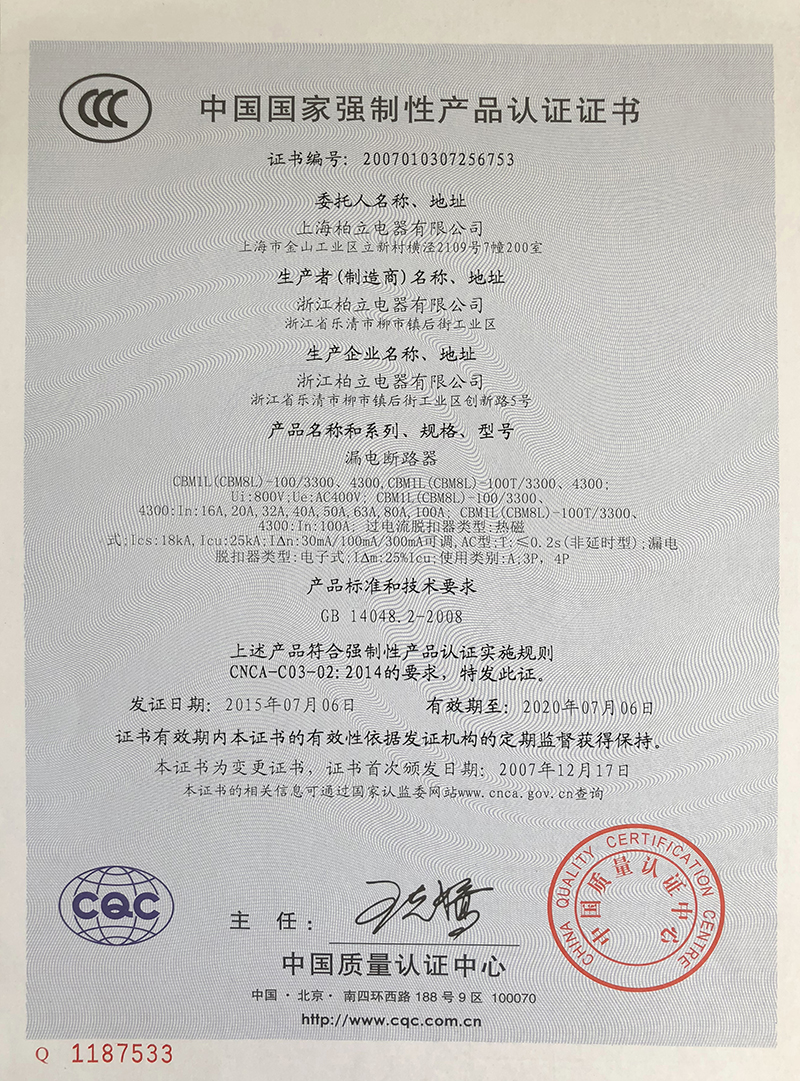 中国国家强制性产品认证证书
证书编号: 2007010307256753
委托人名称、地址
上海柏立电器有限公司
上海市金山工业区立新村横泾2109号7幢200室
生产者(制造商)名称、地址
浙江柏立电器有限公司
浙江省乐清市柳市镇后街工业区
生产企业名称、地址
浙江柏立电器有限公司
浙江省乐清市柳市镇后街工业区创新路5号
产品名称和系列、规格、型号
漏电断路器
CBM1L(CBM8L)-100/3300、4300,CBM1L(CBM8L)-100T/3300、4300;
Ui:800V;Ue:AC400V; CBM1L(CBM8L)-100/3300、
4300:In:16A,20A,32A,40A,50A,63A,80A,100A; CBM1L(CBM8L)-100T/3300、
4300:In:100A; 过电流脱扣器类型:热磁
式;Ics:18kA,Icu:25kA;IΔn:30mA/100mA/300mA可调,AC型;T:≤0.2s(非延时型);漏电
脱扣器类型:电子式,IΔm:25%Icu;使用类别:A;3P, 4P
产品标准和技术要求
GB 14048.2-2008
上述产品符合强制性产品认证实施规则
CNCA-C03-02:2014的要求, 特发此证。
发证日期: 2015年07月06日 有效期至: 2020年07月06日
证书有效期内本证书的有效性依据发证机构的定期监督获得保持。
本证书为变更证书, 证书首次颁发日期: 2007年12月17日
本证书的相关信息可通过国家认监委网站www.cnca.gov.cn查询
CHINA QUALITY CERTIFICATION CENTRE
中国质量认证中心
CQC
主 任:
中国质量认证中心
中国·北京·南四环西路 188 号 9 区 100070
http://www.cqc.com.cn
Q 1187533